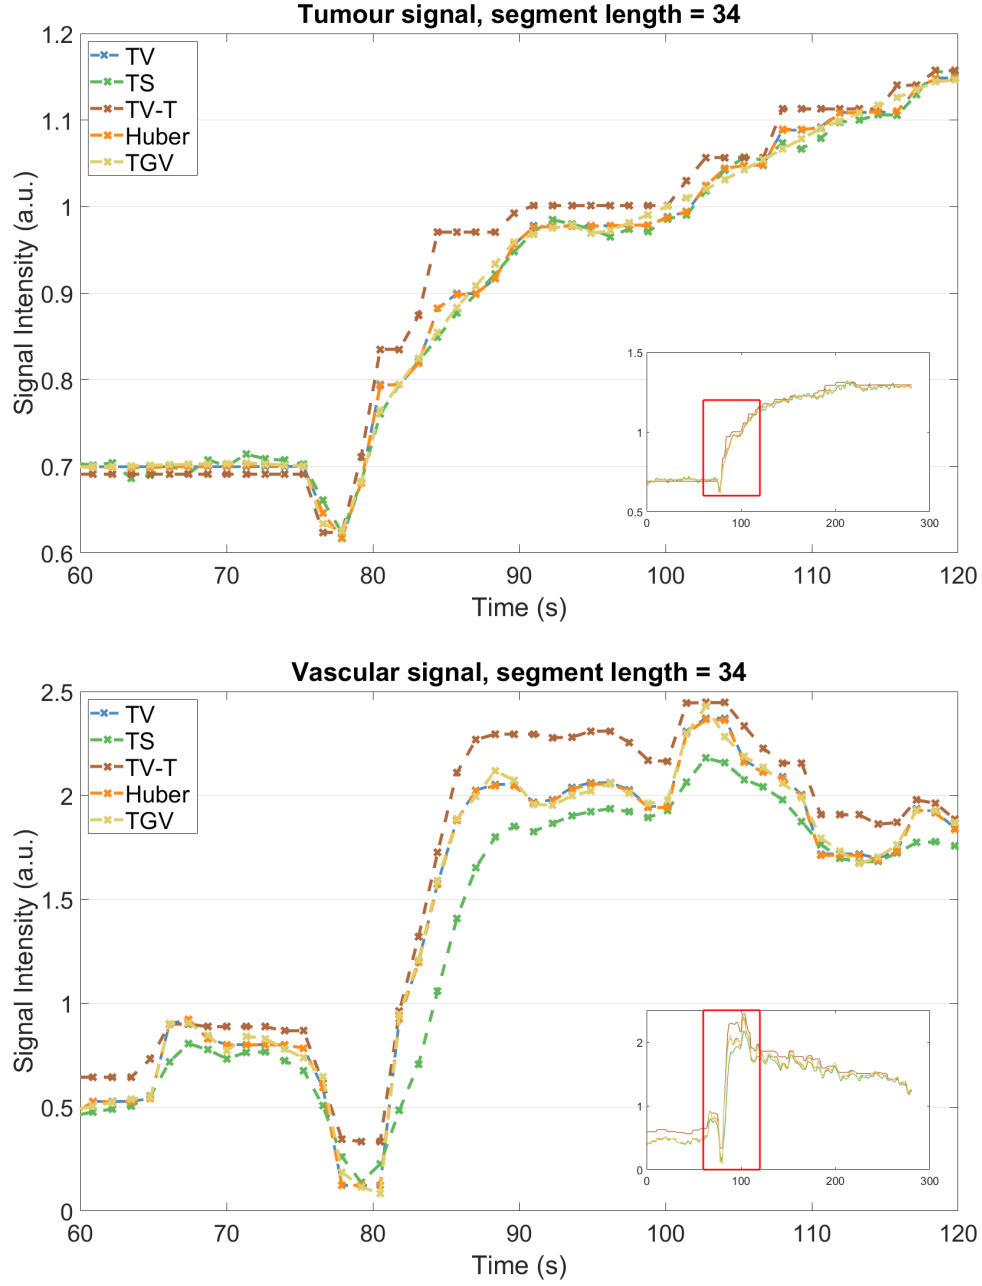 Tumour signal, segment length = 34
1.2
1.1
1
0.9
0.8
0.7
0.6
Signal Intensity (a.u.)
TV
TS
TV-T
Huber
TGV
1.5
1
0.5
0 100 200 300
60 70 80 90 100 110 120
Time (s)
Vascular signal, segment length = 34
2.5
2
1.5
1
0.5
0
Signal Intensity (a.u.)
TV
TS
TV-T
Huber
TGV
2
1
0
0 100 200 300
60 70 80 90 100 110 120
Time (s)